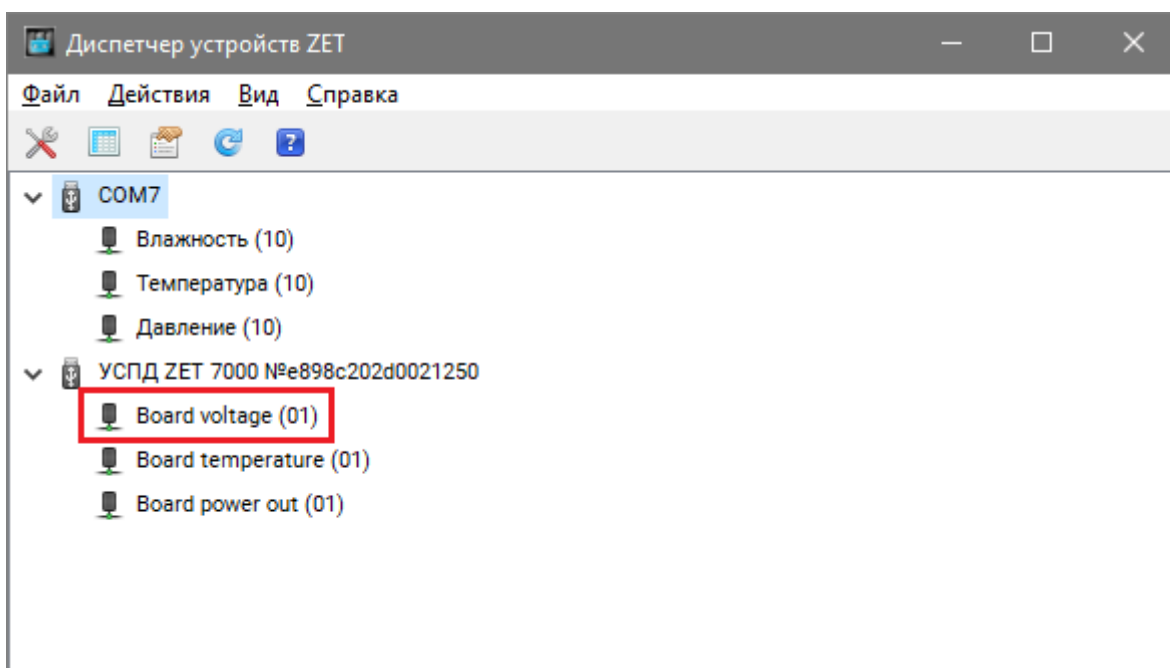 Диспетчер устройств ZET
Файл Действия Вид Справка
COM7
Влажность (10)
Температура (10)
Давление (10)
УСПД ZET 7000 №e898c202d0021250
Board voltage (01)
Board temperature (01)
Board power out (01)